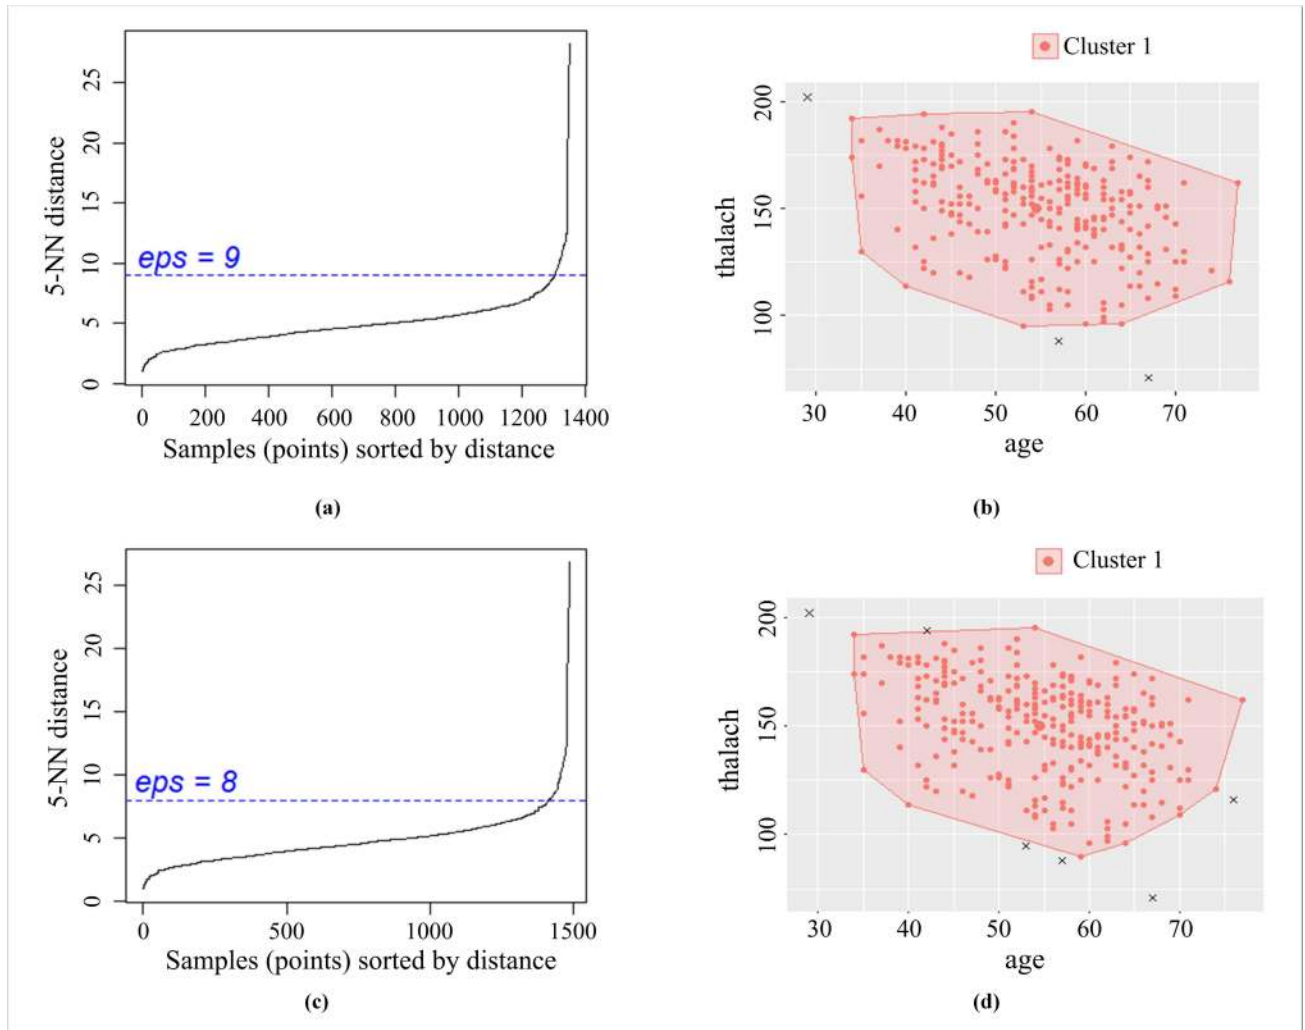 25
20
15
10
5
0
5-NN distance
eps = 9
0 200 400 600 800 1000 1200 1400
Samples (points) sorted by distance
(a)
Cluster 1
200
150
100
thalach
30 40 50 60 70
age
(b)
25
20
15
10
5
0
5-NN distance
eps = 8
0 500 1000 1500
Samples (points) sorted by distance
(c)
Cluster 1
200
150
100
thalach
30 40 50 60 70
age
(d)